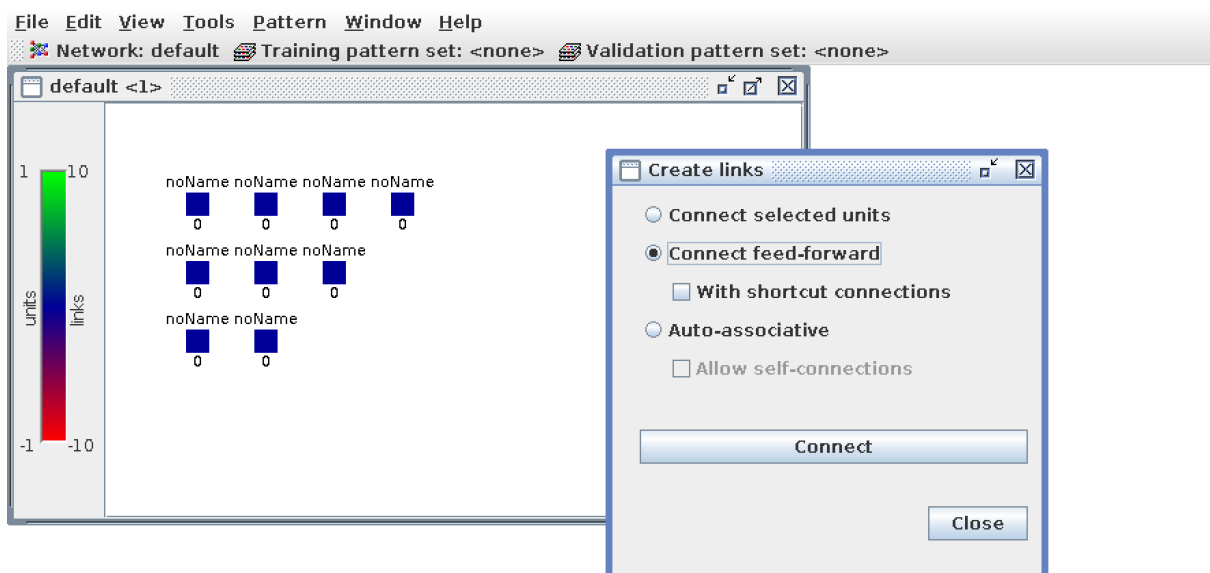 File Edit View Tools Pattern Window Help
Network: default Training pattern set: <none> Validation pattern set: <none>
default <1>
1 10
units
links
-1 -10
noName noName noName noName
0 0 0 0
noName noName noName
0 0 0
noName noName
0 0
Create links
Connect selected units
Connect feed-forward
With shortcut connections
Auto-associative
Allow self-connections
Connect
Close